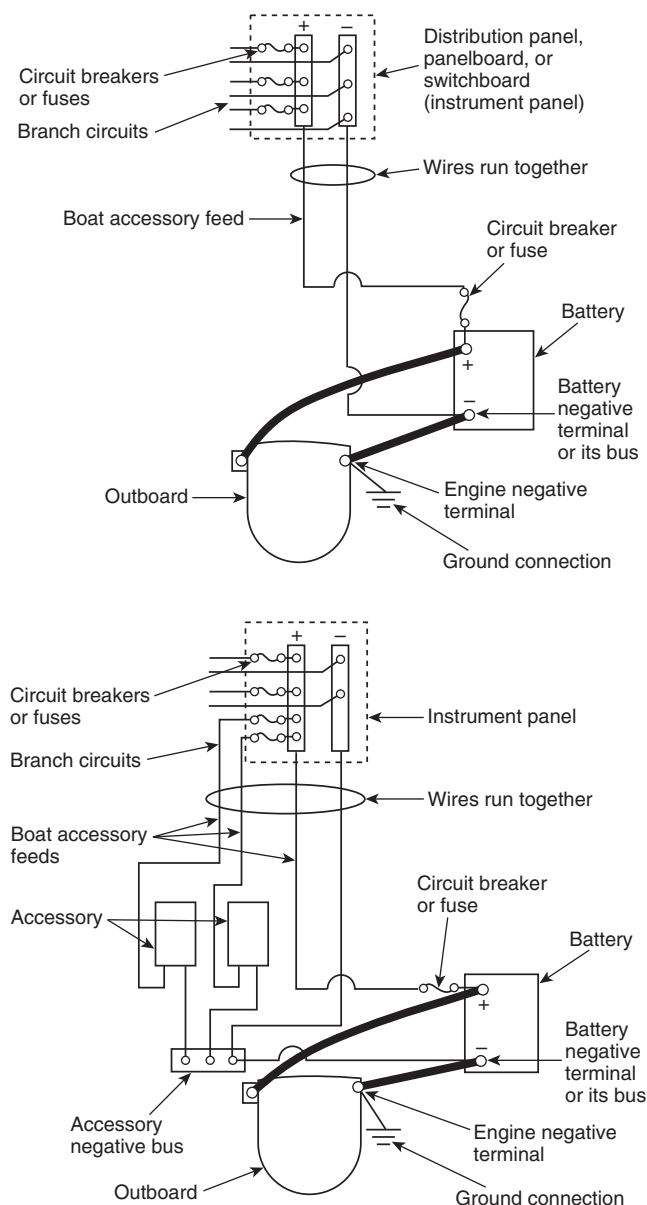 + –
Distribution panel,
panelboard, or
switchboard
(instrument panel)
Circuit breakers
or fuses
Branch circuits
Wires run together
Boat accessory feed
Circuit breaker
or fuse
Battery
+
–
Battery
negative
terminal
or its bus
Outboard
Engine negative
terminal
Ground connection
+ –
Circuit breakers
or fuses
Instrument panel
Branch circuits
Wires run together
Boat accessory
feeds
Circuit breaker
or fuse
Accessory
Battery
+
–
Battery
negative
terminal
or its bus
Accessory
negative bus
Engine negative
terminal
Outboard
Ground connection